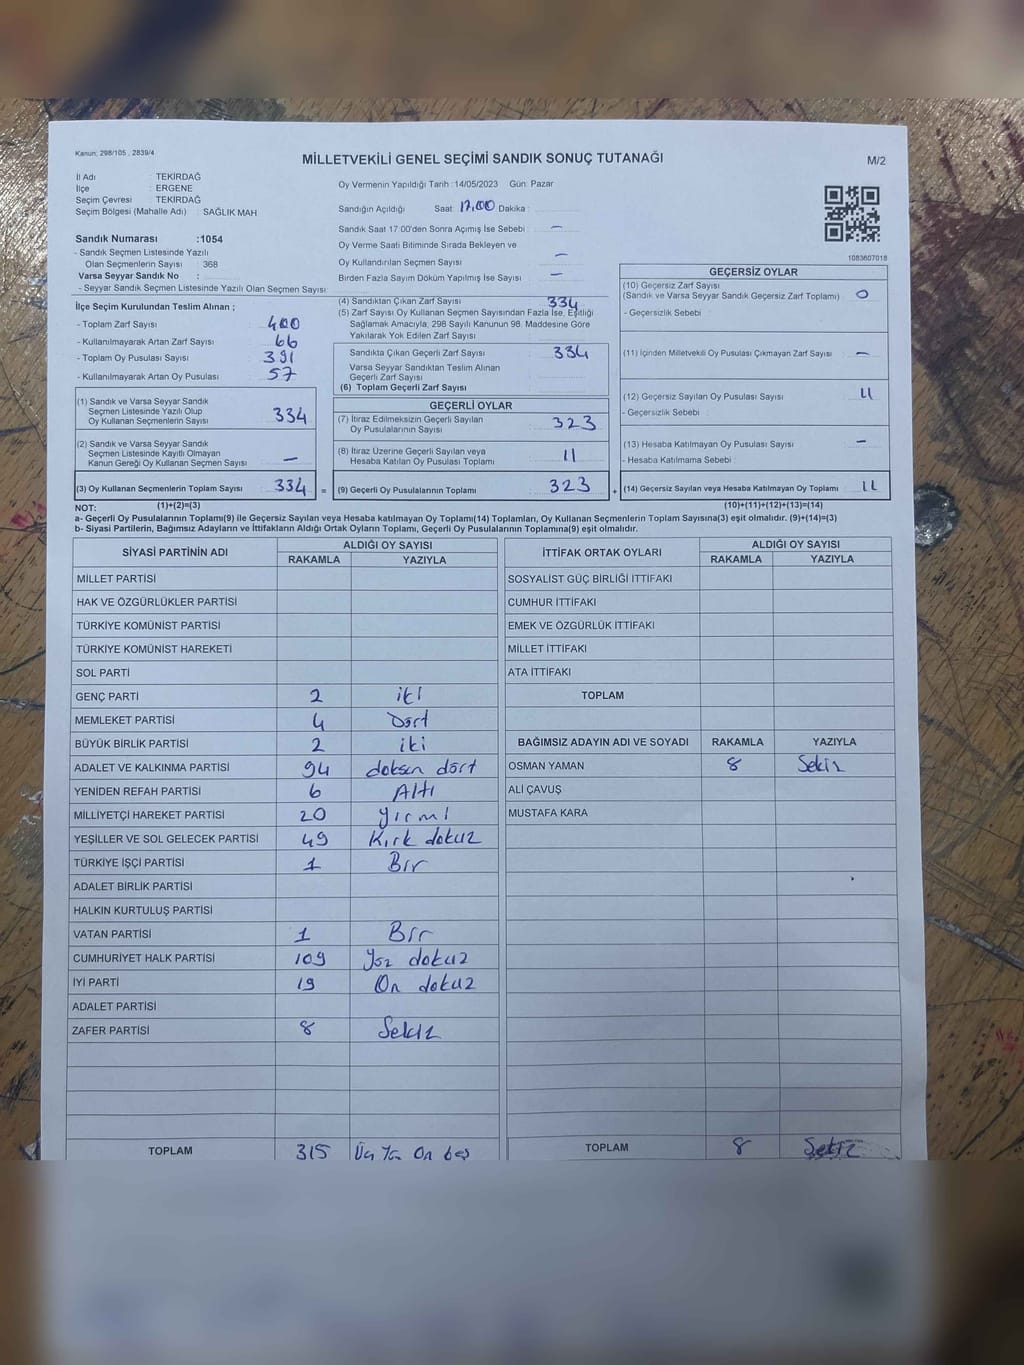 Kanun; 298/105 , 2839/4
MİLLETVEKİLİ GENEL SEÇİMİ SANDIK SONUÇ TUTANAĞI
M/2
İl Adı : TEKİRDAĞ
İlçe : ERGENE
Seçim Çevresi : TEKİRDAĞ
Seçim Bölgesi (Mahalle Adı) : SAĞLIK MAH
Sandık Numarası :1054
- Sandık Seçmen Listesinde Yazılı
Olan Seçmenlerin Sayısı : 368
Varsa Seyyar Sandık No :
- Seyyar Sandık Seçmen Listesinde Yazılı Olan Seçmen Sayısı:
Oy Vermenin Yapıldığı Tarih :14/05/2023 Gün: Pazar
Sandığın Açıldığı Saat: 17.00 Dakika :
Sandık Saat 17:00'den Sonra Açımış İse Sebebi : –
Oy Verme Saati Bitiminde Sırada Bekleyen ve
Oy Kullandırılan Seçmen Sayısı –
Birden Fazla Sayım Döküm Yapılmış İse Sayısı –
1083607018
İlçe Seçim Kurulundan Teslim Alınan ;
- Toplam Zarf Sayısı : 400
- Kullanılmayarak Artan Zarf Sayısı : 66
- Toplam Oy Pusulası Sayısı : 391
- Kullanılmayarak Artan Oy Pusulası : 57
(1) Sandık ve Varsa Seyyar Sandık
Seçmen Listesinde Yazılı Olup
Oy Kullanan Seçmenlerin Sayısı 334
(2) Sandık ve Varsa Seyyar Sandık
Seçmen Listesinde Kayıtlı Olmayan
Kanun Gereği Oy Kullanan Seçmen Sayısı –
(3) Oy Kullanan Seçmenlerin Toplam Sayısı 334 =
(4) Sandıktan Çıkan Zarf Sayısı 334
(5) Zarf Sayısı Oy Kullanan Seçmen Sayısından Fazla İse, Eşitliği
Sağlamak Amacıyla, 298 Sayılı Kanunun 98. Maddesine Göre
Yakılarak Yok Edilen Zarf Sayısı
Sandıkta Çıkan Geçerli Zarf Sayısı 334
Varsa Seyyar Sandıktan Teslim Alınan
Geçerli Zarf Sayısı
(6) Toplam Geçerli Zarf Sayısı
GEÇERLİ OYLAR
(7) İtiraz Edilmeksizin Geçerli Sayılan
Oy Pusulalarının Sayısı 323
(8) İtiraz Üzerine Geçerli Sayılan veya
Hesaba Katılan Oy Pusulası Toplamı 11
(9) Geçerli Oy Pusulalarının Toplamı 323 +
GEÇERSİZ OYLAR
(10) Geçersiz Zarf Sayısı
(Sandık ve Varsa Seyyar Sandık Geçersiz Zarf Toplamı) 0
- Geçersizlik Sebebi :
(11) İçinden Milletvekili Oy Pusulası Çıkmayan Zarf Sayısı –
(12) Geçersiz Sayılan Oy Pusulası Sayısı 11
- Geçersizlik Sebebi :
(13) Hesaba Katılmayan Oy Pusulası Sayısı –
- Hesaba Katılmama Sebebi :
(14) Geçersiz Sayılan veya Hesaba Katılmayan Oy Toplamı 11
NOT: (1)+(2)=(3) (10)+(11)+(12)+(13)=(14)
a- Geçerli Oy Pusulalarının Toplamı(9) ile Geçersiz Sayılan veya Hesaba katılmayan Oy Toplamı(14) Toplamları, Oy Kullanan Seçmenlerin Toplam Sayısına(3) eşit olmalıdır. (9)+(14)=(3)
b- Siyasi Partilerin, Bağımsız Adayların ve İttifakların Aldığı Ortak Oyların Toplamı, Geçerli Oy Pusulalarının Toplamına(9) eşit olmalıdır.
SİYASİ PARTİNİN ADI ALDIĞI OY SAYISI
RAKAMLA YAZIYLA
MİLLET PARTİSİ
HAK VE ÖZGÜRLÜKLER PARTİSİ
TÜRKİYE KOMÜNİST PARTİSİ
TÜRKİYE KOMÜNİST HAREKETİ
SOL PARTİ
GENÇ PARTİ 2 iki
MEMLEKET PARTİSİ 4 Dört
BÜYÜK BİRLİK PARTİSİ 2 iki
ADALET VE KALKINMA PARTİSİ 94 doksan dört
YENİDEN REFAH PARTİSİ 6 Altı
MİLLİYETÇİ HAREKET PARTİSİ 20 yirmi
YEŞİLLER VE SOL GELECEK PARTİSİ 49 Kırk dokuz
TÜRKİYE İŞÇİ PARTİSİ 1 Bir
ADALET BİRLİK PARTİSİ
HALKIN KURTULUŞ PARTİSİ
VATAN PARTİSİ 1 Bir
CUMHURİYET HALK PARTİSİ 109 Yüz dokuz
İYİ PARTİ 19 On dokuz
ADALET PARTİSİ
ZAFER PARTİSİ 8 Sekiz
TOPLAM 315 Üç Yüz On beş
İTTİFAK ORTAK OYLARI ALDIĞI OY SAYISI
RAKAMLA YAZIYLA
SOSYALİST GÜÇ BİRLİĞİ İTTİFAKI
CUMHUR İTTİFAKI
EMEK VE ÖZGÜRLÜK İTTİFAKI
MİLLET İTTİFAKI
ATA İTTİFAKI
TOPLAM
BAĞIMSIZ ADAYIN ADI VE SOYADI RAKAMLA YAZIYLA
OSMAN YAMAN 8 Sekiz
ALİ ÇAVUŞ
MUSTAFA KARA
TOPLAM 8 Sekiz